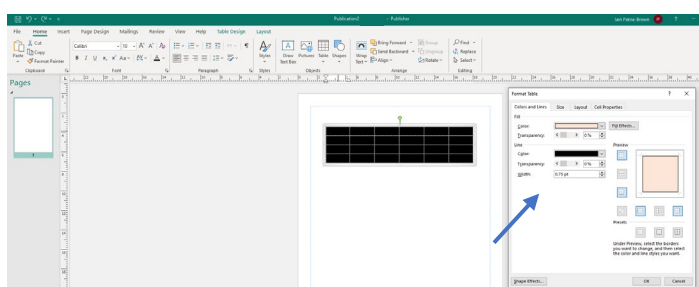 Publication2 - Publisher
File Home Insert Page Design Mailings Review View Help Table Design Layout
Paste
Cut
Copy
Format Painter
Clipboard
Calibri
10
B I U
Font
Paragraph
Styles
Styles
Draw Text Box
Pictures
Table
Shapes
Objects
Wrap Text
Bring Forward
Send Backward
Align
Group
Ungroup
Rotate
Arrange
Find
Replace
Select
Editing
Pages
1
Format Table
Colors and Lines Size Layout Cell Properties
Fill
Color:
Fill Effects...
Transparency: 0 %
Line
Color:
Transparency: 0 %
Width: 0.75 pt
Preview
Presets
Under Preview, select the borders
you want to change, and then select
the color and line styles you want.
Shape Effects...
OK Cancel